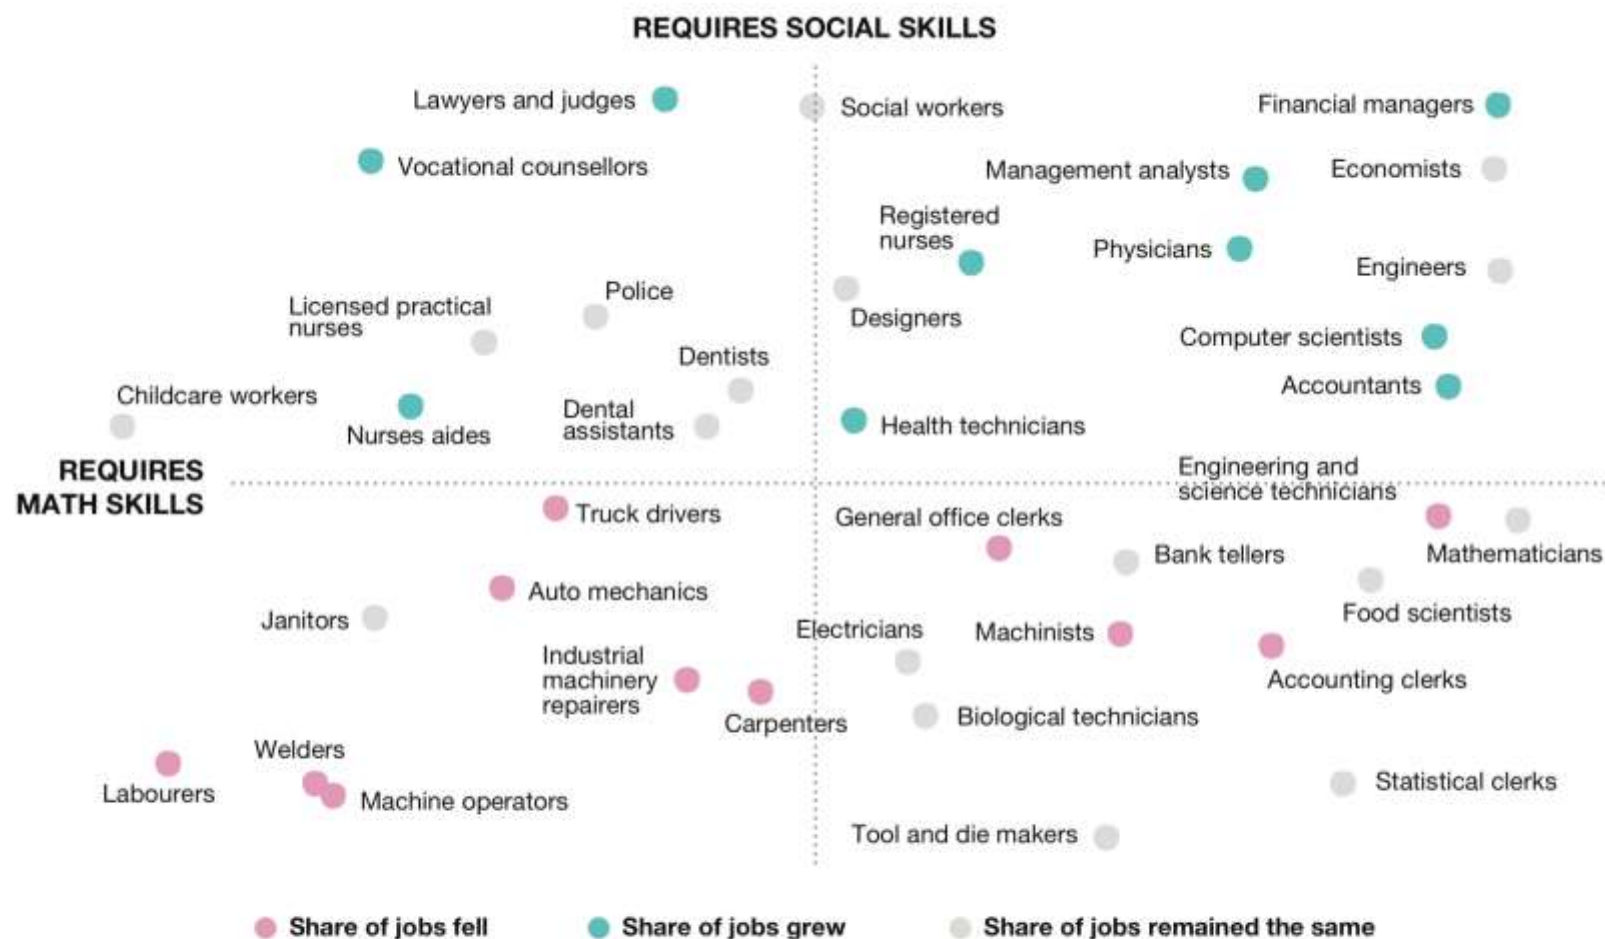 REQUIRES SOCIAL SKILLS
Lawyers and judges
Social workers
Financial managers
Vocational counsellors
Management analysts
Economists
Registered
nurses
Physicians
Engineers
Police
Licensed practical
nurses
Designers
Computer scientists
Dentists
Accountants
Childcare workers
Dental
assistants
Nurses aides
Health technicians
REQUIRES
MATH SKILLS
Engineering and
science technicians
Truck drivers
General office clerks
Bank tellers
Mathematicians
Auto mechanics
Food scientists
Janitors
Electricians
Machinists
Industrial
machinery
repairers
Accounting clerks
Carpenters
Biological technicians
Welders
Labourers
Machine operators
Statistical clerks
Tool and die makers
Share of jobs fell
Share of jobs grew
Share of jobs remained the same